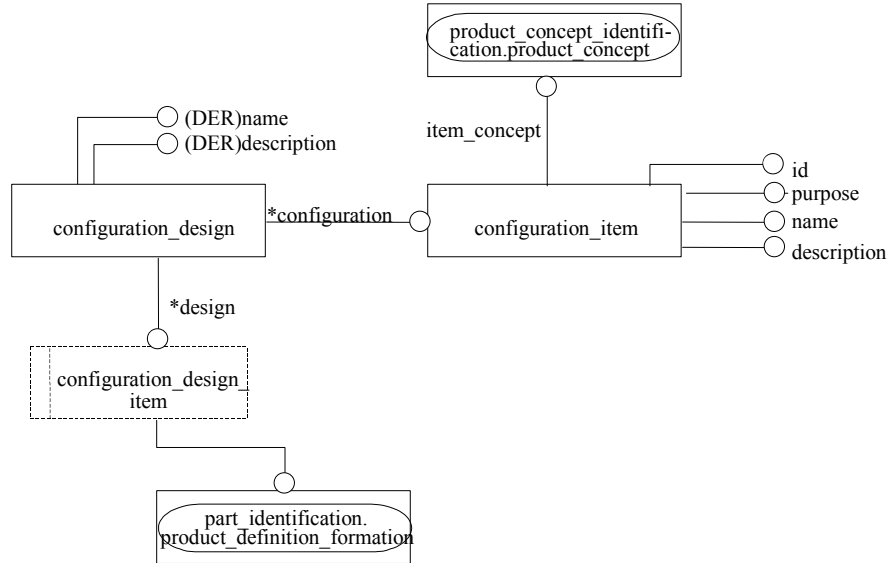 product_concept_identifi-
cation.product_concept
(DER)name
(DER)description
item_concept
id
purpose
name
description
configuration_design
*configuration
configuration_item
*design
configuration_design_
item
part_identification.
product_definition_formation